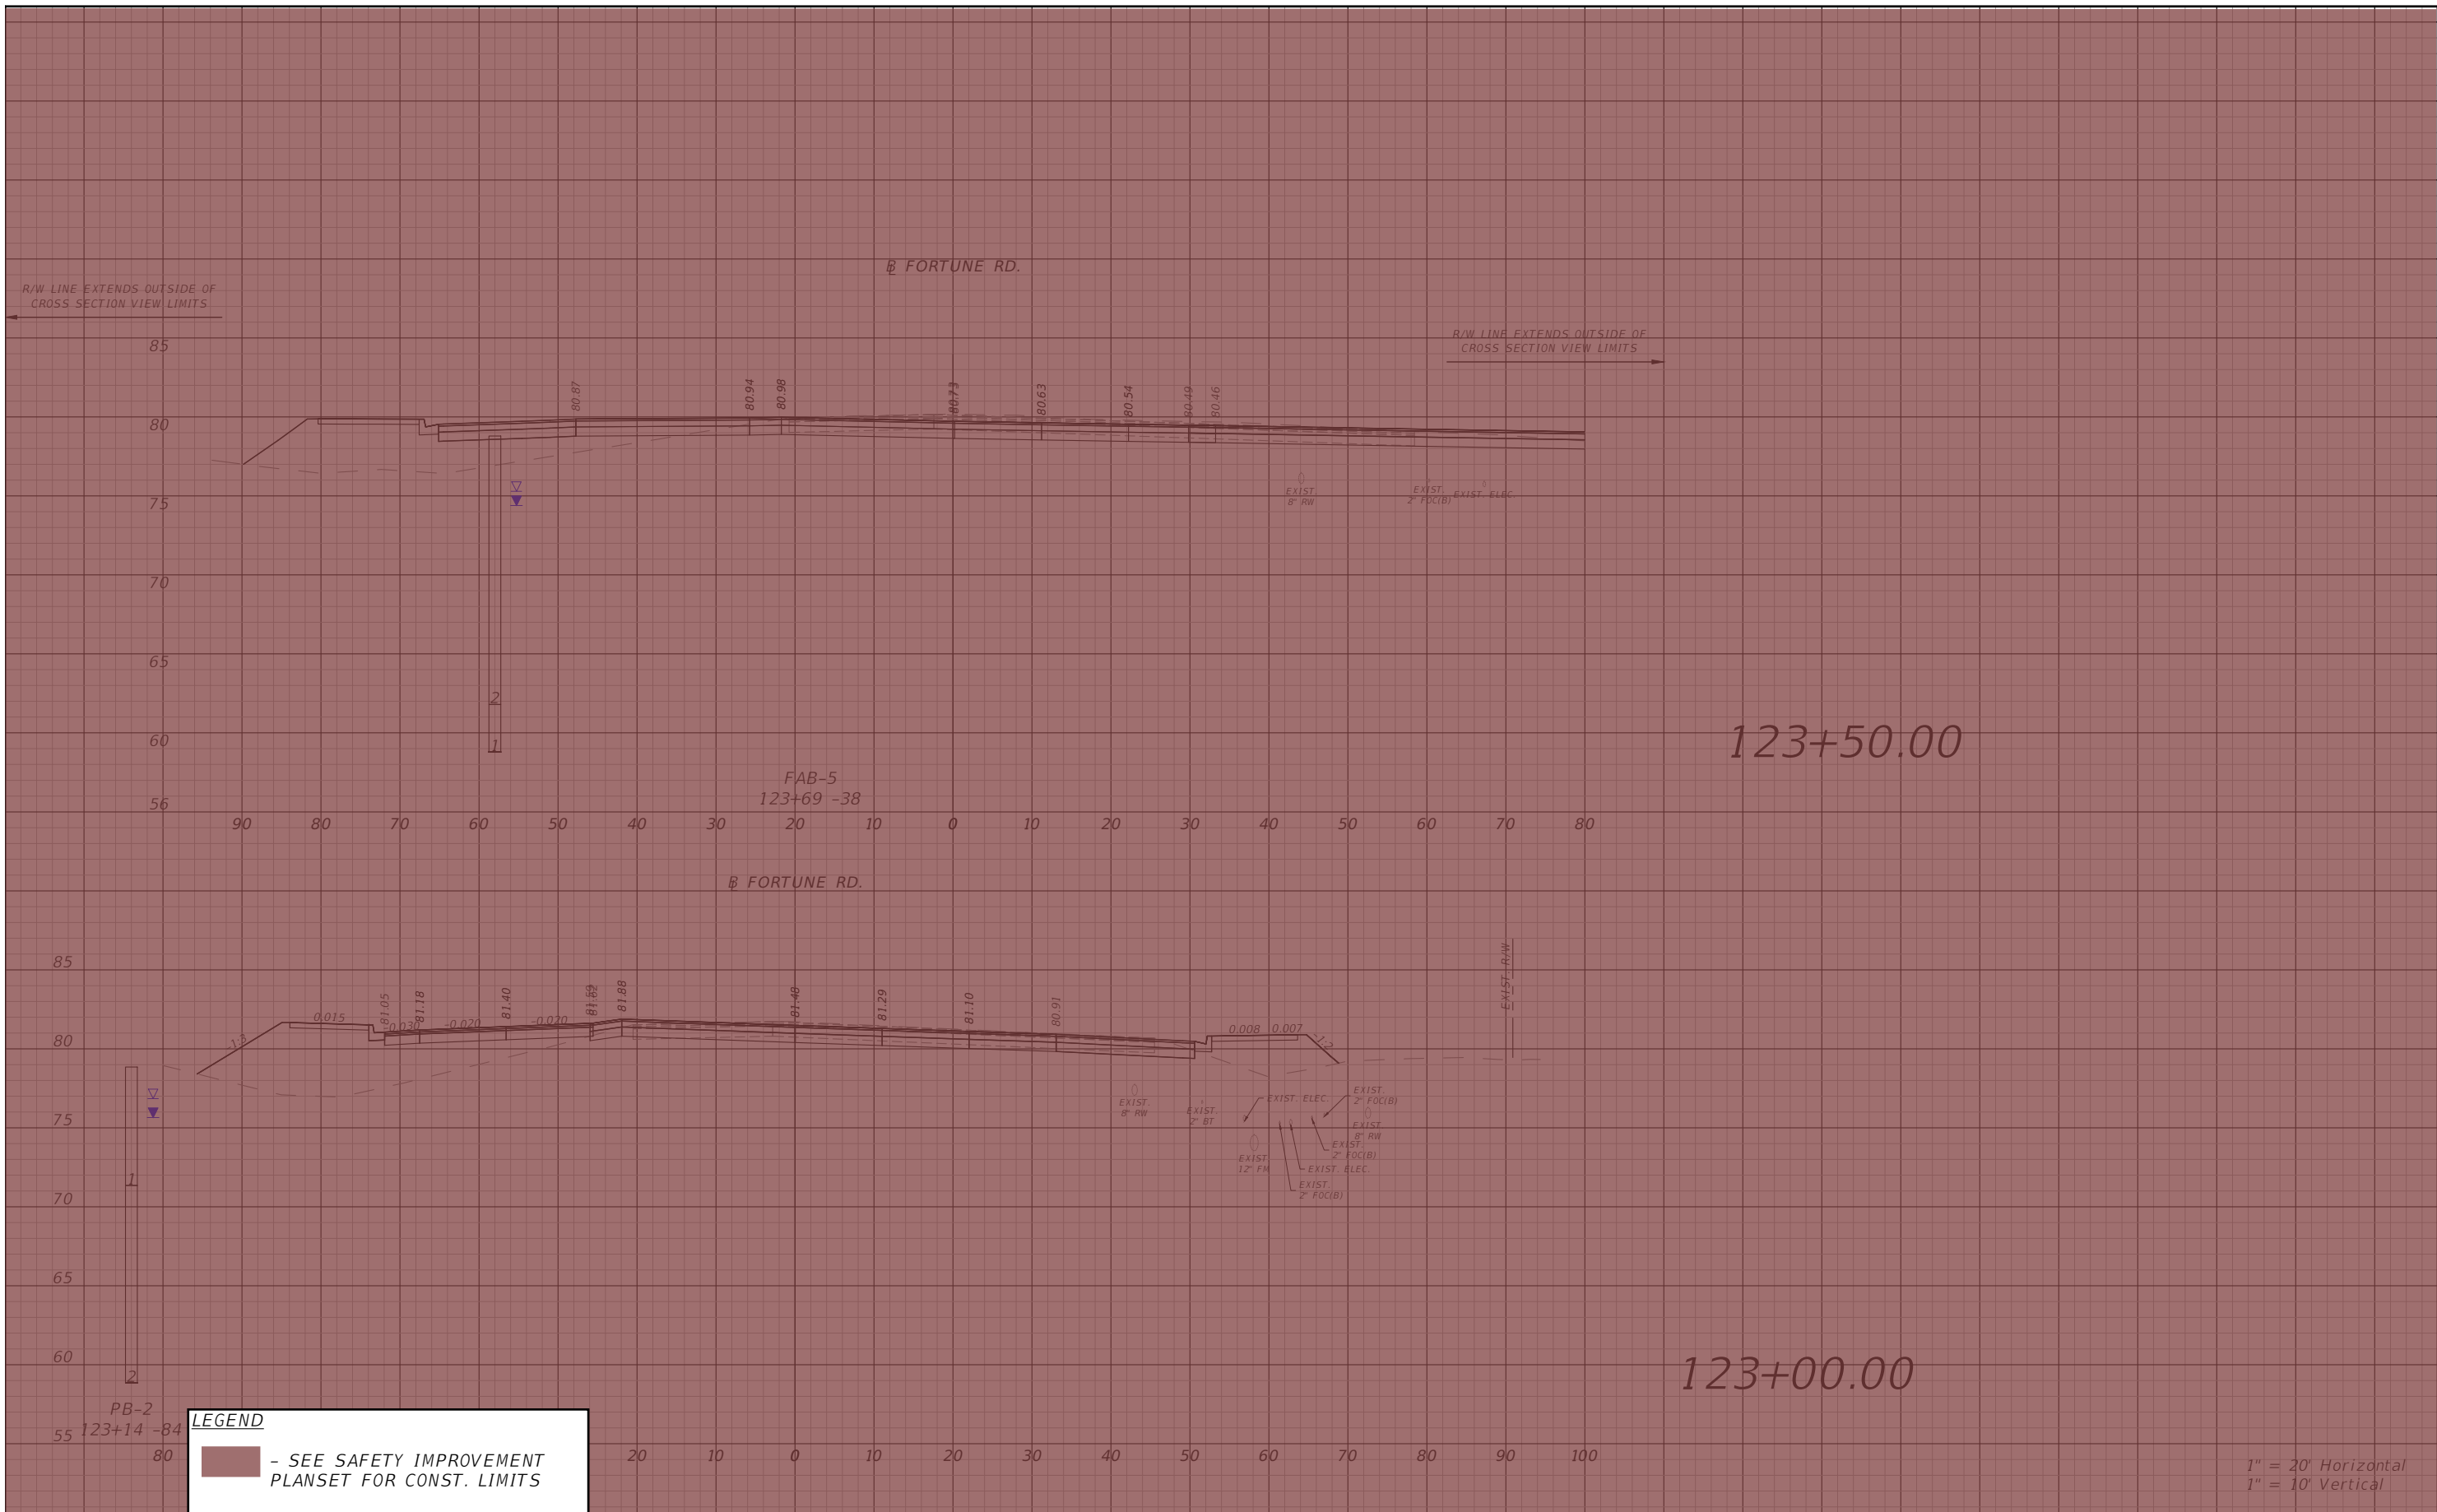 ℄ FORTUNE RD.
R/W LINE EXTENDS OUTSIDE OF
CROSS SECTION VIEW LIMITS
R/W LINE EXTENDS OUTSIDE OF
CROSS SECTION VIEW LIMITS
85
80.87
80.94
80.98
80.73
80.63
80.54
80.49
80.46
80
75
EXIST.
8" RW
EXIST.
2" FOC(B)
EXIST. ELEC.
70
65
2
60
1
123+50.00
FAB-5
123+69 -38
56
90 80 70 60 50 40 30 20 10 0 10 20 30 40 50 60 70 80
FORTUNE RD.
EXIST. R/W
85
81.05
81.18
81.40
81.62
81.88
81.48
81.29
81.10
80.91
0.015
-0.030
-0.020
-0.020
0.008
0.007
-1:3
-1:2
80
75
EXIST.
8" RW
EXIST.
2" BT
EXIST. ELEC.
EXIST.
2" FOC(B)
EXIST.
8" RW
EXIST.
12" FM
EXIST.
2" FOC(B)
EXIST. ELEC.
EXIST.
2" FOC(B)
1
70
65
60
2
123+00.00
PB-2
123+14 -84
55
80 20 10 0 10 20 30 40 50 60 70 80 90 100
LEGEND
- SEE SAFETY IMPROVEMENT
PLANSET FOR CONST. LIMITS
1" = 20' Horizontal
1" = 10' Vertical